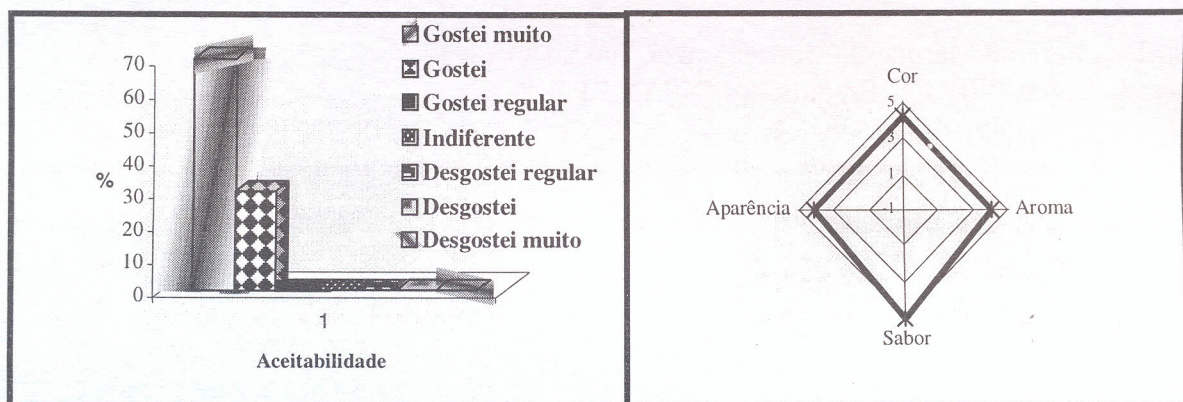 Gostei muito
Gostei
Gostei regular
Indiferente
Desgostei regular
Desgostei
Desgostei muito
70
60
50
40
30
20
10
0
%
1
Aceitabilidade
Cor
5
3
1
-1
Aparência
Aroma
Sabor